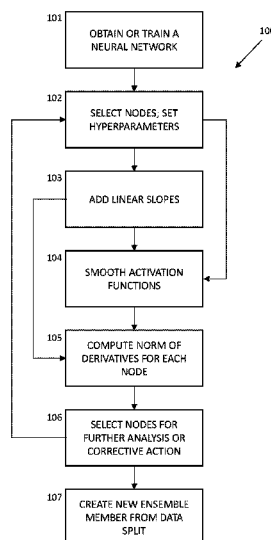 101
OBTAIN OR TRAIN A
NEURAL NETWORK
102
SELECT NODES, SET
HYPERPARAMETERS
103
ADD LINEAR SLOPES
104
SMOOTH ACTIVATION
FUNCTIONS
105
COMPUTE NORM OF
DERIVATIVES FOR EACH
NODE
106
SELECT NODES FOR
FURTHER ANALYSIS OR
CORRECTIVE ACTION
107
CREATE NEW ENSEMBLE
MEMBER FROM DATA
SPLIT